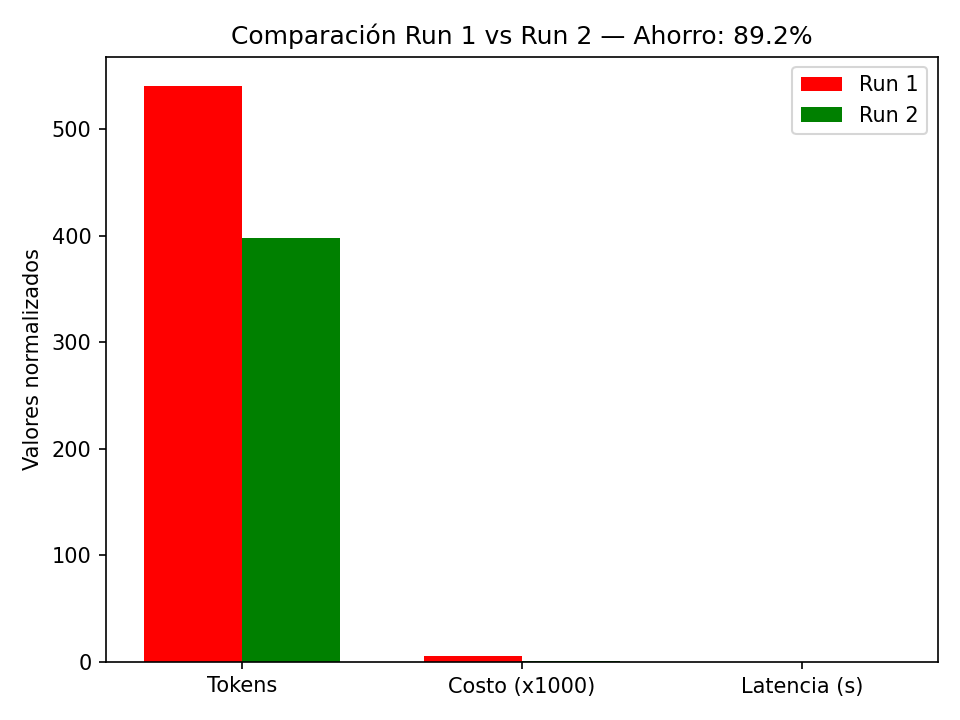 Comparación Run 1 vs Run 2 — Ahorro: 89.2%
Run 1
Run 2
Valores normalizados
500
400
300
200
100
0
Tokens
Costo (x1000)
Latencia (s)